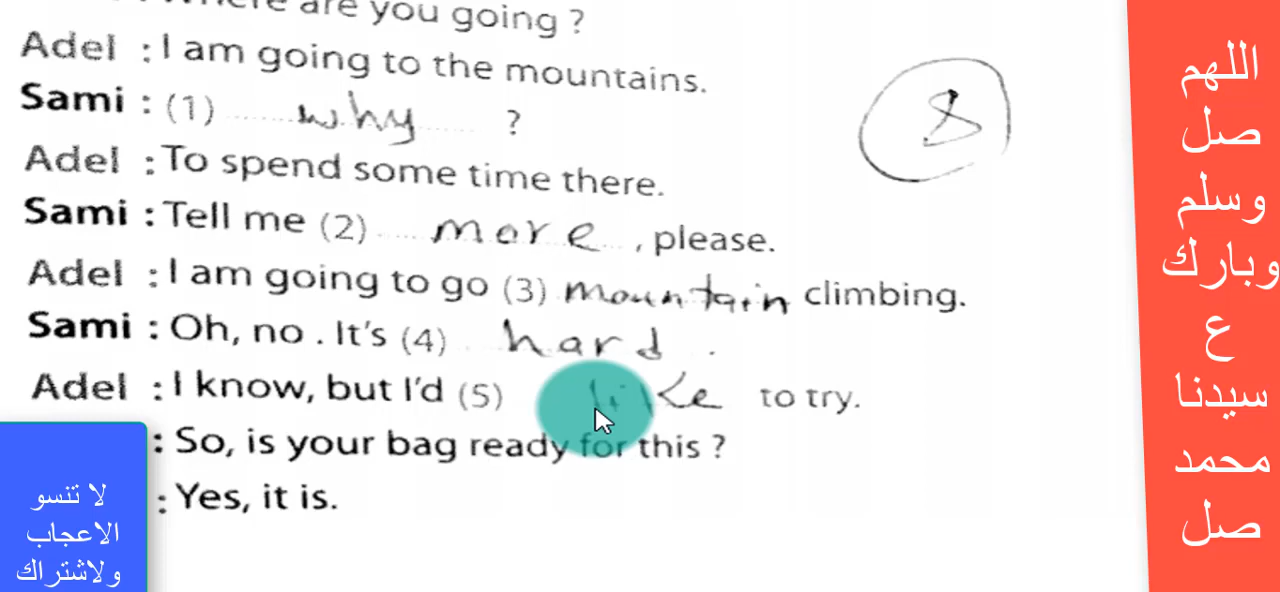 are you going ?
Adel : I am going to the mountains.
Sami : (1) why ?
Adel : To spend some time there.
Sami : Tell me (2) more , please.
Adel : I am going to go (3) mountain climbing.
Sami : Oh, no . It's (4) hard .
Adel : I know, but I'd (5) like to try.
: So, is your bag ready for this ?
: Yes, it is.
8
اللهم
صل
وسلم
وبارك
ع
سيدنا
محمد
صل
لا تنسو
الاعجاب
ولاشتراك